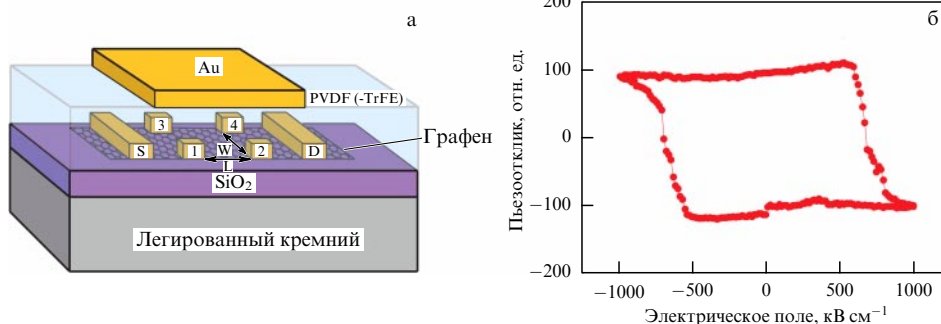 а
Au
PVDF (-TrFE)
3
4
Графен
S
1
W
2
D
L
SiO₂
Легированный кремний
б
200
100
0
−100
−200
Пьезоотклик, отн. ед.
−1000
−500
0
500
1000
Электрическое поле, кВ см⁻¹